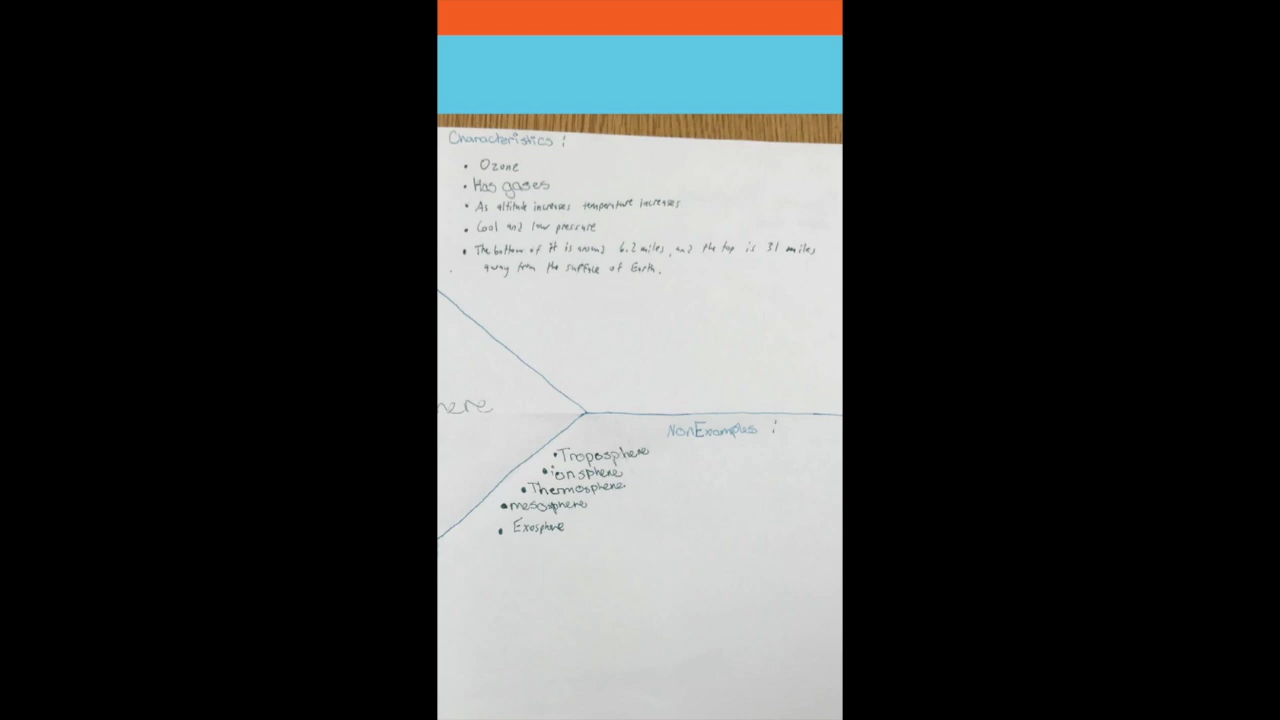 Characteristics :
• Ozone
• Has gases
• As altitude increases temperature increases
• Cool and low pressure
• The bottom of it is around 6.2 miles, and the top is 31 miles
away from the surface of Earth.
here
NonExamples :
• Troposphere
• ionsphere
• Thermosphere
• mesosphere
• Exosphere